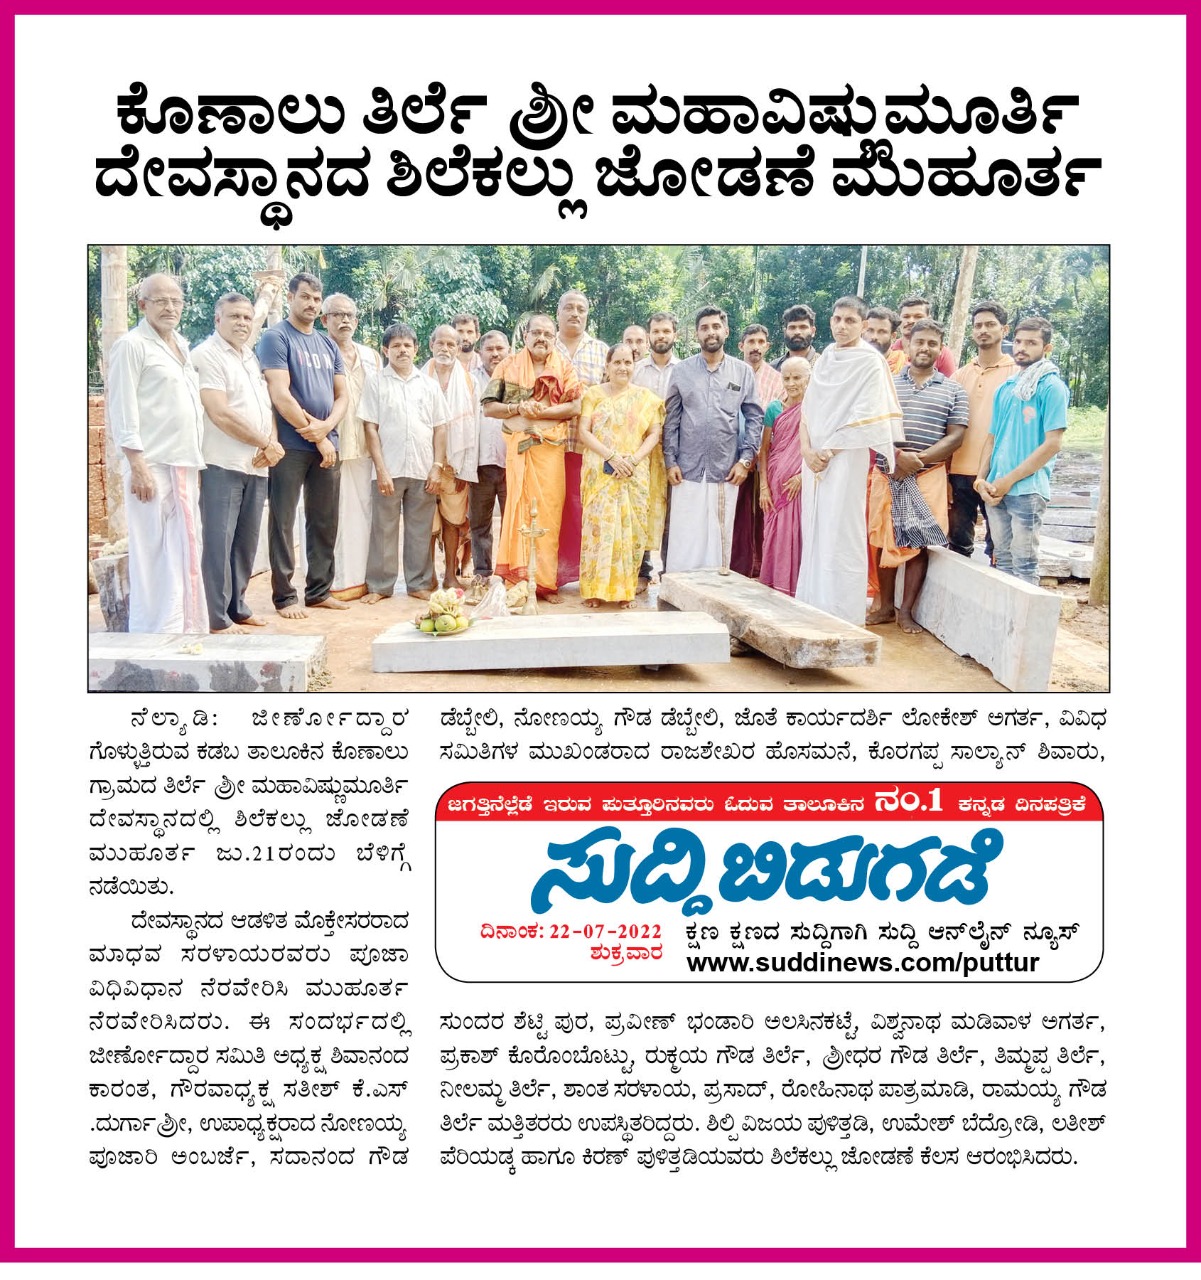 ಕೊಣಾಲು ತಿರ್ಲೆ ಶ್ರೀ ಮಹಾವಿಷ್ಣುಮೂರ್ತಿ
ದೇವಸ್ಥಾನದ ಶಿಲೆಕಲ್ಲು ಜೋಡಣೆ ಮುಹೂರ್ತ
ನೆಲ್ಯಾಡಿ: ಜೀರ್ಣೋದ್ಧಾರ
ಗೊಳ್ಳುತ್ತಿರುವ ಕಡಬ ತಾಲೂಕಿನ ಕೊಣಾಲು
ಗ್ರಾಮದ ತಿರ್ಲೆ ಶ್ರೀ ಮಹಾವಿಷ್ಣುಮೂರ್ತಿ
ದೇವಸ್ಥಾನದಲ್ಲಿ ಶಿಲೆಕಲ್ಲು ಜೋಡಣೆ
ಮುಹೂರ್ತ ಜು.21ರಂದು ಬೆಳಿಗ್ಗೆ
ನಡೆಯಿತು.
ದೇವಸ್ಥಾನದ ಆಡಳಿತ ಮೊಕ್ತೇಸರರಾದ
ಮಾಧವ ಸರಳಾಯರವರು ಪೂಜಾ
ವಿಧಿವಿಧಾನ ನೆರವೇರಿಸಿ ಮುಹೂರ್ತ
ನೆರವೇರಿಸಿದರು. ಈ ಸಂದರ್ಭದಲ್ಲಿ
ಜೀರ್ಣೋದ್ಧಾರ ಸಮಿತಿ ಅಧ್ಯಕ್ಷ ಶಿವಾನಂದ
ಕಾರಂತ, ಗೌರವಾಧ್ಯಕ್ಷ ಸತೀಶ್ ಕೆ.ಎಸ್
.ದುರ್ಗಾಶ್ರೀ, ಉಪಾಧ್ಯಕ್ಷರಾದ ನೋಣಯ್ಯ
ಪೂಜಾರಿ ಅಂಬರ್ಜೆ, ಸದಾನಂದ ಗೌಡ
ಡೆಬ್ಬೇಲಿ, ನೋಣಯ್ಯ ಗೌಡ ಡೆಬ್ಬೇಲಿ, ಜೊತೆ ಕಾರ್ಯದರ್ಶಿ ಲೋಕೇಶ್ ಅಗರ್ತ, ವಿವಿಧ
ಸಮಿತಿಗಳ ಮುಖಂಡರಾದ ರಾಜಶೇಖರ ಹೊಸಮನೆ, ಕೊರಗಪ್ಪ ಸಾಲ್ಯಾನ್ ಶಿವಾರು,
ಜಗತ್ತಿನೆಲ್ಲೆಡೆ ಇರುವ ಪುತ್ತೂರಿನವರು ಓದುವ ತಾಲೂಕಿನ ನಂ.1 ಕನ್ನಡ ದಿನಪತ್ರಿಕೆ
ಸುದ್ದಿ ಬಿಡುಗಡೆ
ದಿನಾಂಕ: 22-07-2022
ಶುಕ್ರವಾರ
ಕ್ಷಣ ಕ್ಷಣದ ಸುದ್ದಿಗಾಗಿ ಸುದ್ದಿ ಆನ್‌ಲೈನ್ ನ್ಯೂಸ್
www.suddinews.com/puttur
ಸುಂದರ ಶೆಟ್ಟಿ ಪುರ, ಪ್ರವೀಣ್ ಭಂಡಾರಿ ಅಲಸಿನಕಟ್ಟೆ, ವಿಶ್ವನಾಥ ಮಡಿವಾಳ ಅಗರ್ತ,
ಪ್ರಕಾಶ್ ಕೊರೊಂಬೊಟ್ಟು, ರುಕ್ಮಯ ಗೌಡ ತಿರ್ಲೆ, ಶ್ರೀಧರ ಗೌಡ ತಿರ್ಲೆ, ತಿಮ್ಮಪ್ಪ ತಿರ್ಲೆ,
ನೀಲಮ್ಮ ತಿರ್ಲೆ, ಶಾಂತ ಸರಳಾಯ, ಪ್ರಸಾದ್, ರೋಹಿನಾಥ ಪಾತೃಮಾಡಿ, ರಾಮಯ್ಯ ಗೌಡ
ತಿರ್ಲೆ ಮತ್ತಿತರರು ಉಪಸ್ಥಿತರಿದ್ದರು. ಶಿಲ್ಪಿ ವಿಜಯ ಪುಳಿತ್ತಡಿ, ಉಮೇಶ್ ಬೆದ್ರೋಡಿ, ಲತೀಶ್
ಪೆರಿಯಡ್ಕ ಹಾಗೂ ಕಿರಣ್ ಪುಳಿತ್ತಡಿಯವರು ಶಿಲೆಕಲ್ಲು ಜೋಡಣೆ ಕೆಲಸ ಆರಂಭಿಸಿದರು.